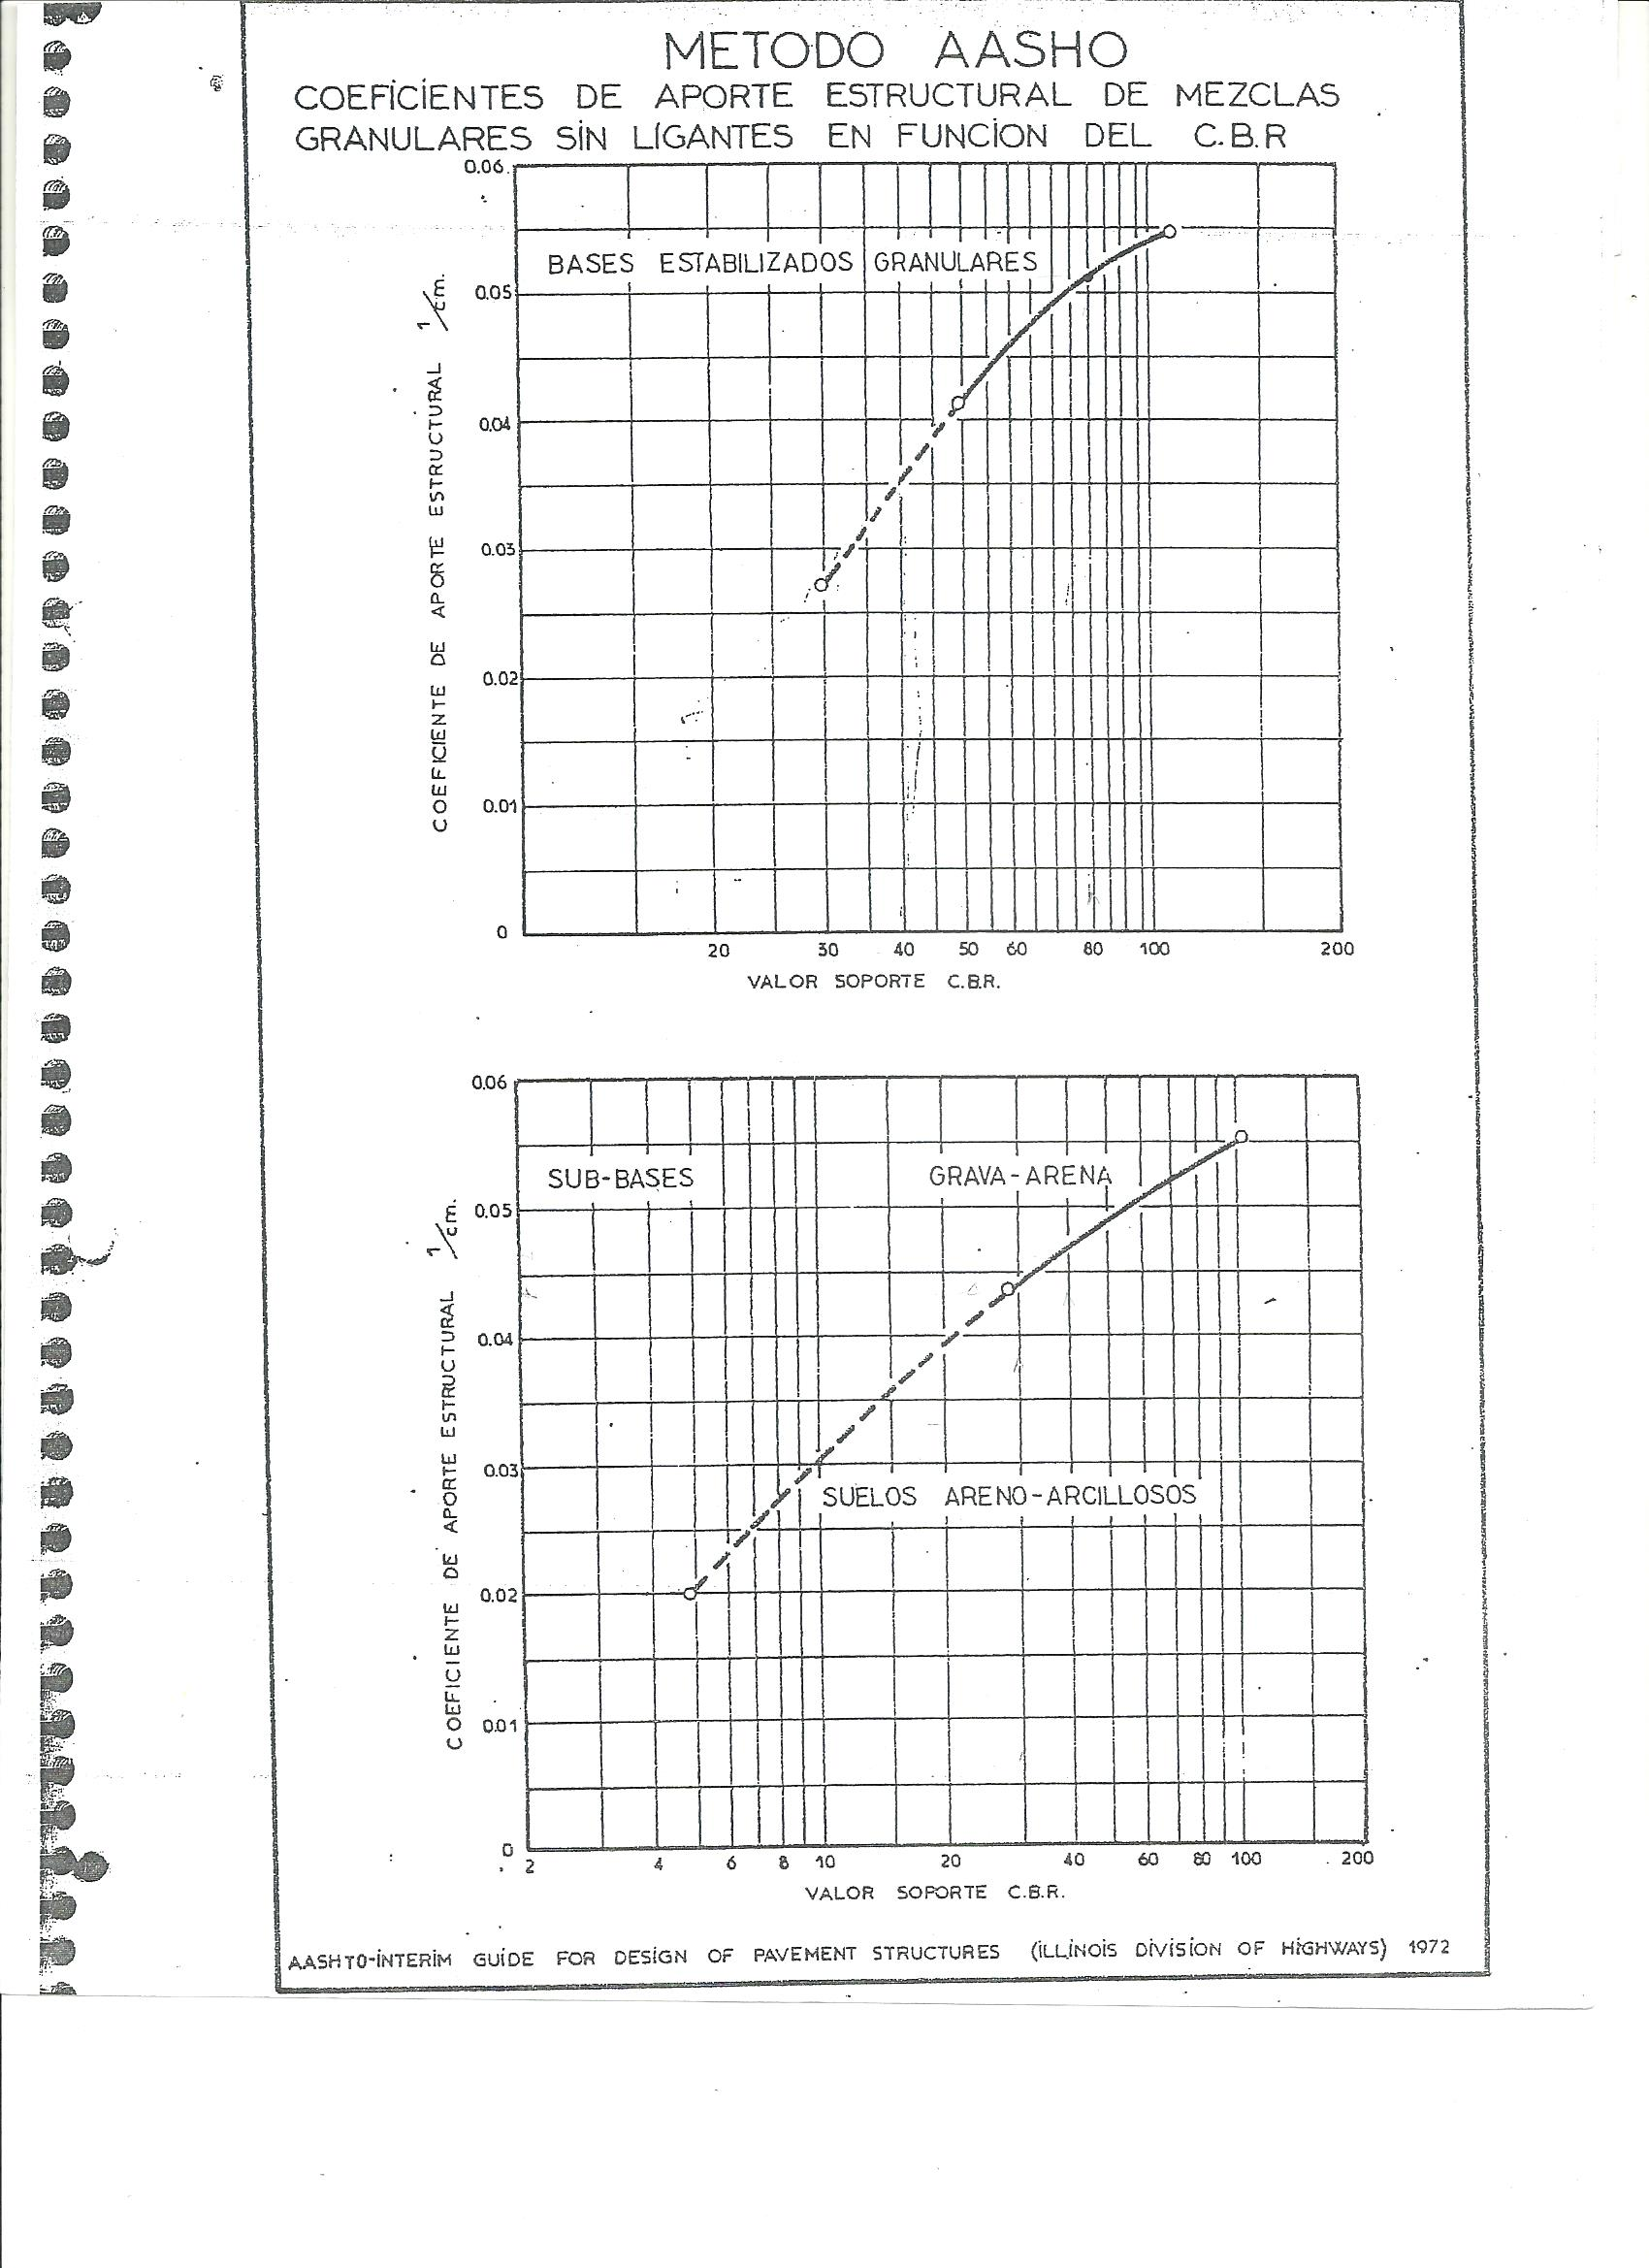 METODO AASHO
COEFICIENTES DE APORTE ESTRUCTURAL DE MEZCLAS
GRANULARES SIN LIGANTES EN FUNCION DEL C.B.R
0.06
BASES ESTABILIZADOS GRANULARES
0.05
0.04
0.03
0.02
0.01
0
COEFICIENTE DE APORTE ESTRUCTURAL 1/cm.
20 30 40 50 60 80 100 200
VALOR SOPORTE C.B.R.
0.06
SUB-BASES GRAVA-ARENA
0.05
0.04
0.03
SUELOS ARENO-ARCILLOSOS
0.02
0.01
0
COEFICIENTE DE APORTE ESTRUCTURAL 1/cm.
2 4 6 8 10 20 40 60 80 100 200
VALOR SOPORTE C.B.R.
AASHTO-INTERIM GUIDE FOR DESIGN OF PAVEMENT STRUCTURES (ILLINOIS DIVISION OF HIGHWAYS) 1972